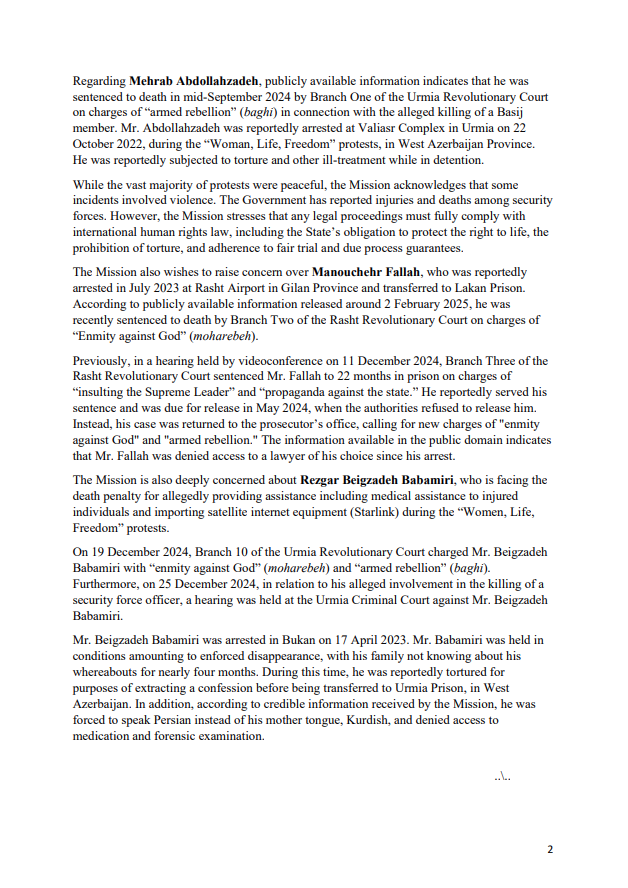 Regarding Mehrab Abdollahzadeh, publicly available information indicates that he was
sentenced to death in mid-September 2024 by Branch One of the Urmia Revolutionary Court
on charges of “armed rebellion” (baghi) in connection with the alleged killing of a Basij
member. Mr. Abdollahzadeh was reportedly arrested at Valiasr Complex in Urmia on 22
October 2022, during the “Woman, Life, Freedom” protests, in West Azerbaijan Province.
He was reportedly subjected to torture and other ill-treatment while in detention.
While the vast majority of protests were peaceful, the Mission acknowledges that some
incidents involved violence. The Government has reported injuries and deaths among security
forces. However, the Mission stresses that any legal proceedings must fully comply with
international human rights law, including the State’s obligation to protect the right to life, the
prohibition of torture, and adherence to fair trial and due process guarantees.
The Mission also wishes to raise concern over Manouchehr Fallah, who was reportedly
arrested in July 2023 at Rasht Airport in Gilan Province and transferred to Lakan Prison.
According to publicly available information released around 2 February 2025, he was
recently sentenced to death by Branch Two of the Rasht Revolutionary Court on charges of
“Enmity against God” (moharebeh).
Previously, in a hearing held by videoconference on 11 December 2024, Branch Three of the
Rasht Revolutionary Court sentenced Mr. Fallah to 22 months in prison on charges of
“insulting the Supreme Leader” and “propaganda against the state.” He reportedly served his
sentence and was due for release in May 2024, when the authorities refused to release him.
Instead, his case was returned to the prosecutor’s office, calling for new charges of "enmity
against God" and "armed rebellion." The information available in the public domain indicates
that Mr. Fallah was denied access to a lawyer of his choice since his arrest.
The Mission is also deeply concerned about Rezgar Beigzadeh Babamiri, who is facing the
death penalty for allegedly providing assistance including medical assistance to injured
individuals and importing satellite internet equipment (Starlink) during the “Women, Life,
Freedom” protests.
On 19 December 2024, Branch 10 of the Urmia Revolutionary Court charged Mr. Beigzadeh
Babamiri with “enmity against God” (moharebeh) and “armed rebellion” (baghi).
Furthermore, on 25 December 2024, in relation to his alleged involvement in the killing of a
security force officer, a hearing was held at the Urmia Criminal Court against Mr. Beigzadeh
Babamiri.
Mr. Beigzadeh Babamiri was arrested in Bukan on 17 April 2023. Mr. Babamiri was held in
conditions amounting to enforced disappearance, with his family not knowing about his
whereabouts for nearly four months. During this time, he was reportedly tortured for
purposes of extracting a confession before being transferred to Urmia Prison, in West
Azerbaijan. In addition, according to credible information received by the Mission, he was
forced to speak Persian instead of his mother tongue, Kurdish, and denied access to
medication and forensic examination.
..\..
2